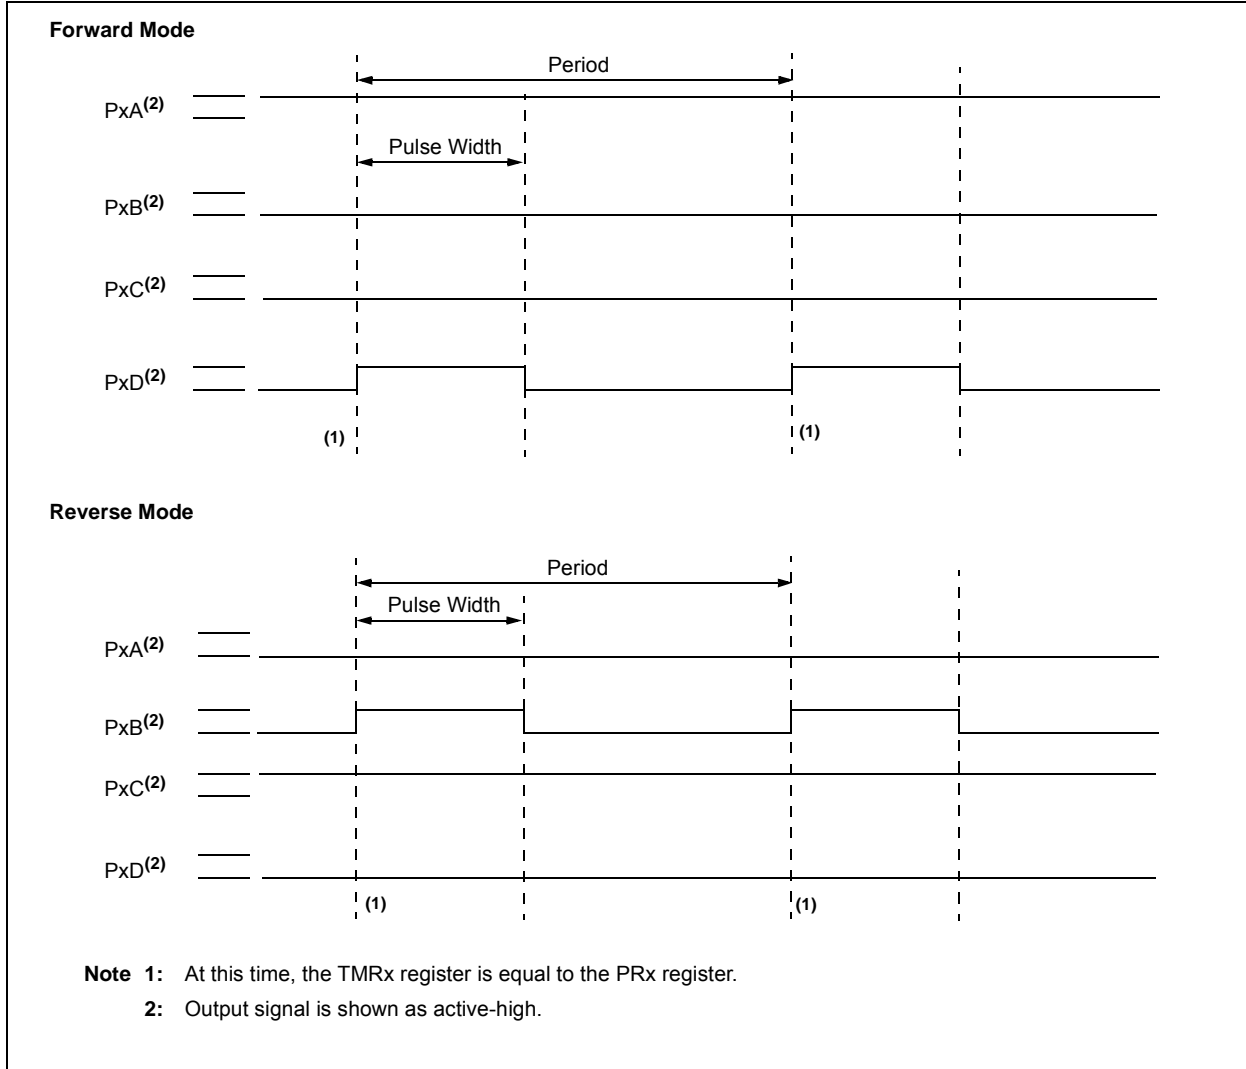 Forward Mode
Period
PxA(2)
Pulse Width
PxB(2)
PxC(2)
PxD(2)
(1) (1)
Reverse Mode
Period
Pulse Width
PxA(2)
PxB(2)
PxC(2)
PxD(2)
(1) (1)
Note 1: At this time, the TMRx register is equal to the PRx register.
2: Output signal is shown as active-high.